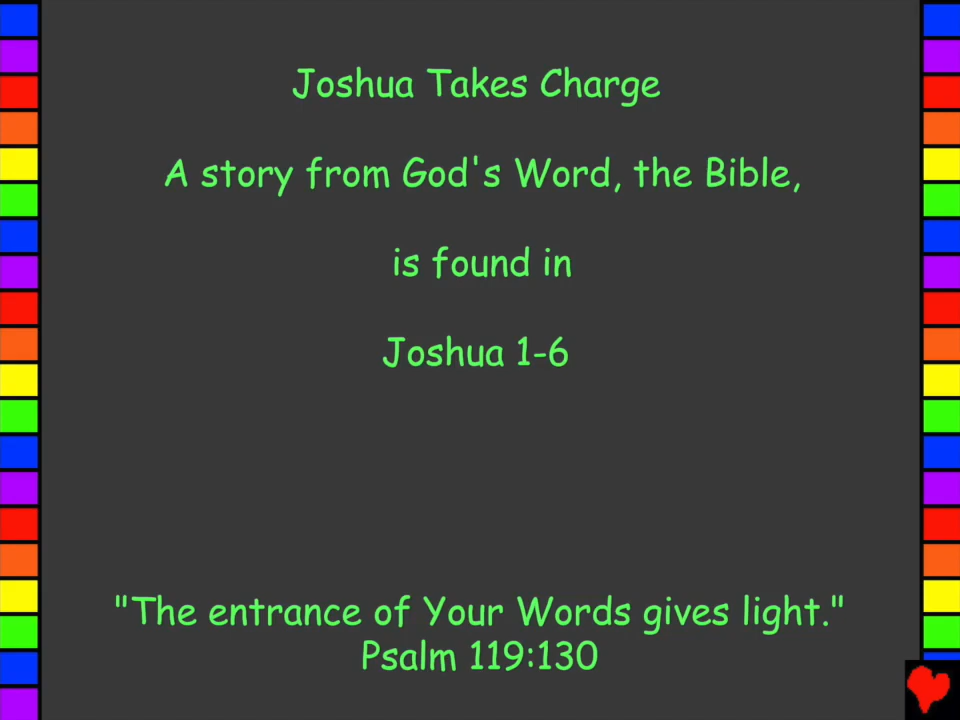 Joshua Takes Charge
A story from God's Word, the Bible,
is found in
Joshua 1-6
"The entrance of Your Words gives light."
Psalm 119:130